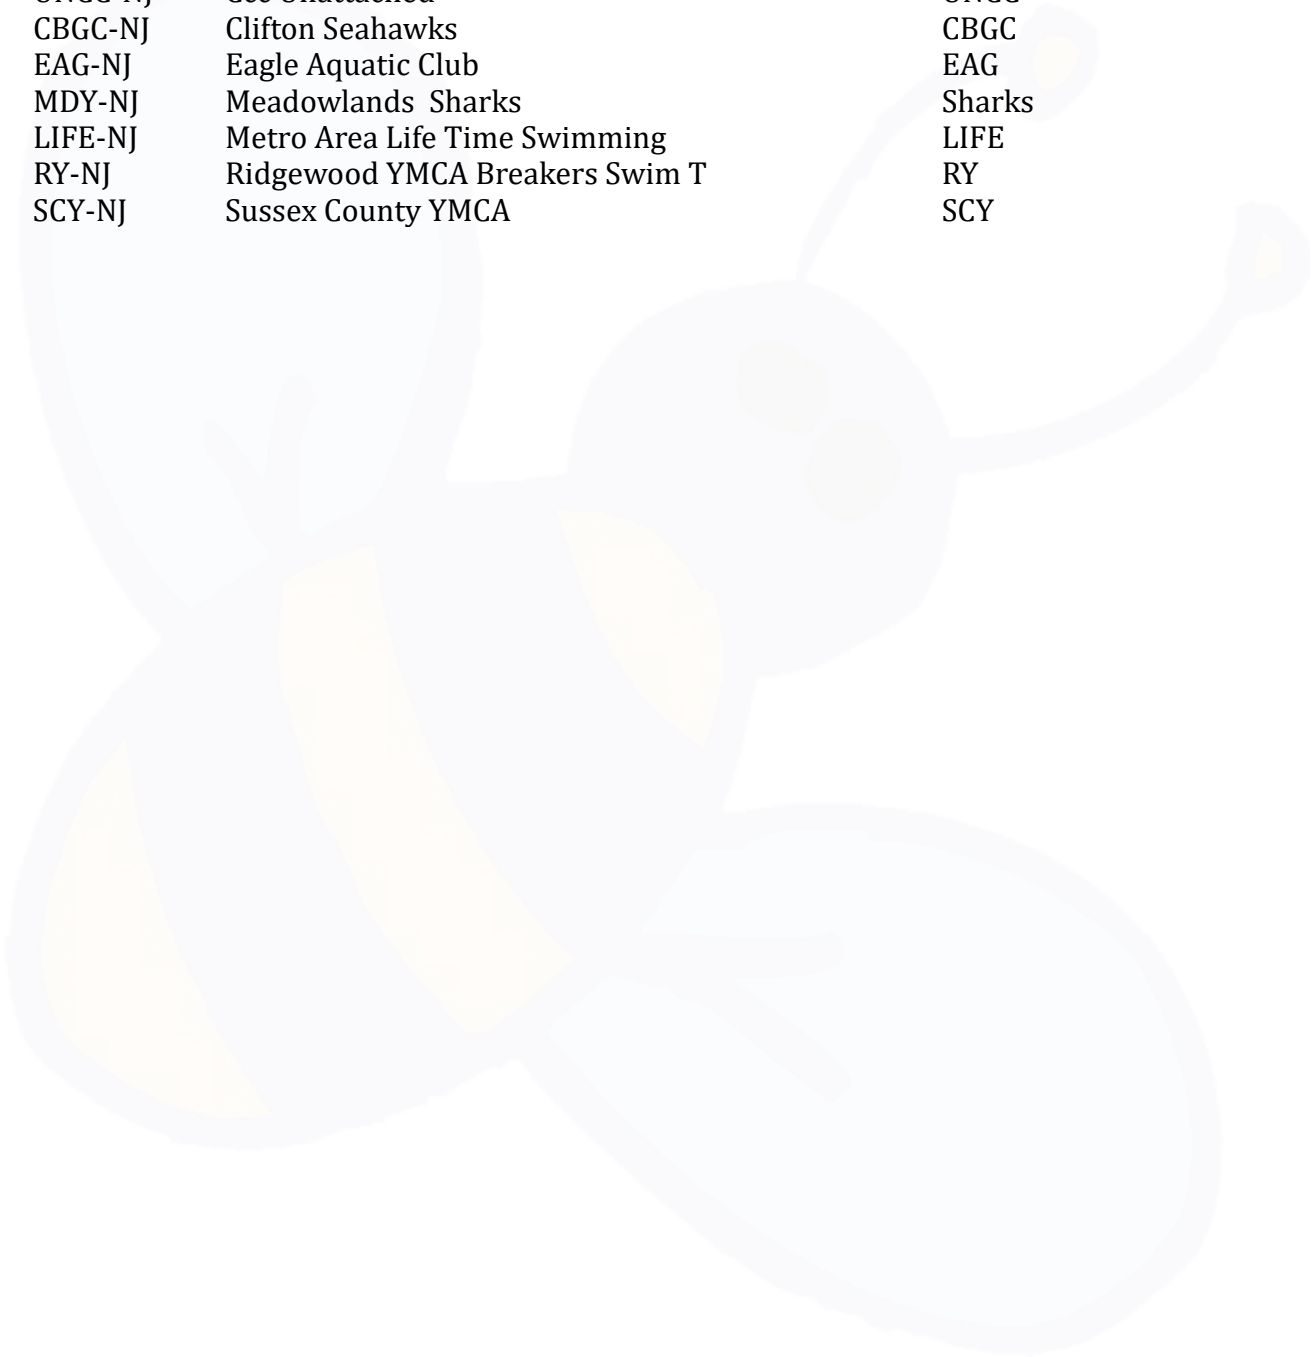 CBGC-NJ Clifton Seahawks CBGC
EAG-NJ Eagle Aquatic Club EAG
MDY-NJ Meadowlands  Sharks Sharks
LIFE-NJ Metro Area Life Time Swimming LIFE
RY-NJ Ridgewood YMCA Breakers Swim T RY
SCY-NJ Sussex County YMCA SCY